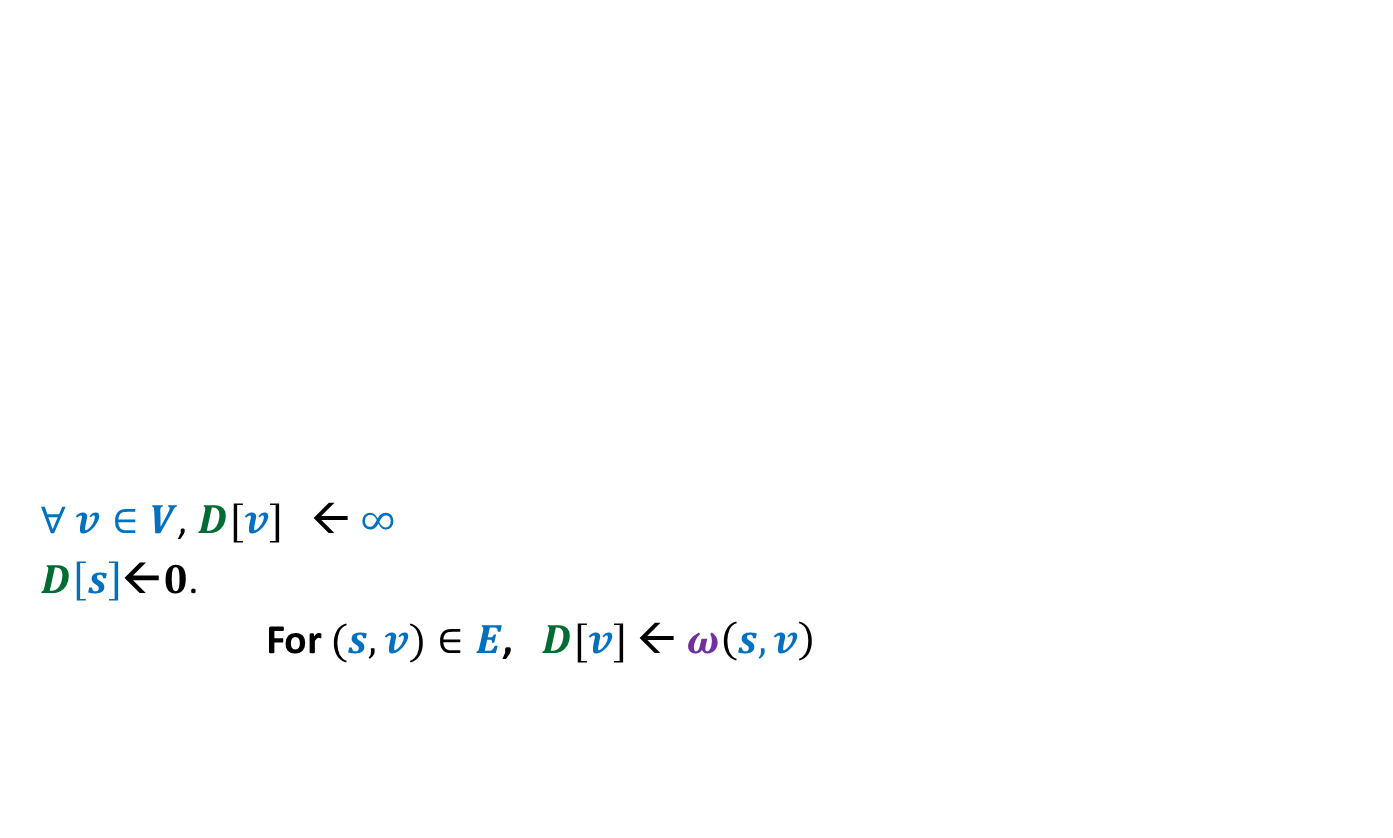 ∀ v ∈ V, D[v] ← ∞
D[s]←0.
For (s, v) ∈ E, D[v] ← ω(s, v)